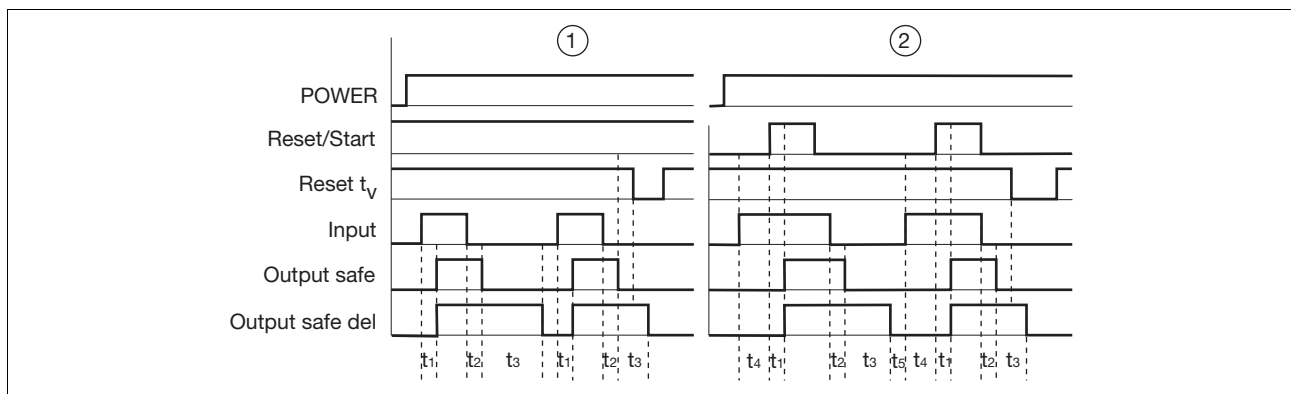 ① ②
POWER
Reset/Start
Reset tV
Input
Output safe
Output safe del
t1 t2 t3 t1 t2 t3 t4 t1 t2 t3 t5 t4 t1 t2 t3